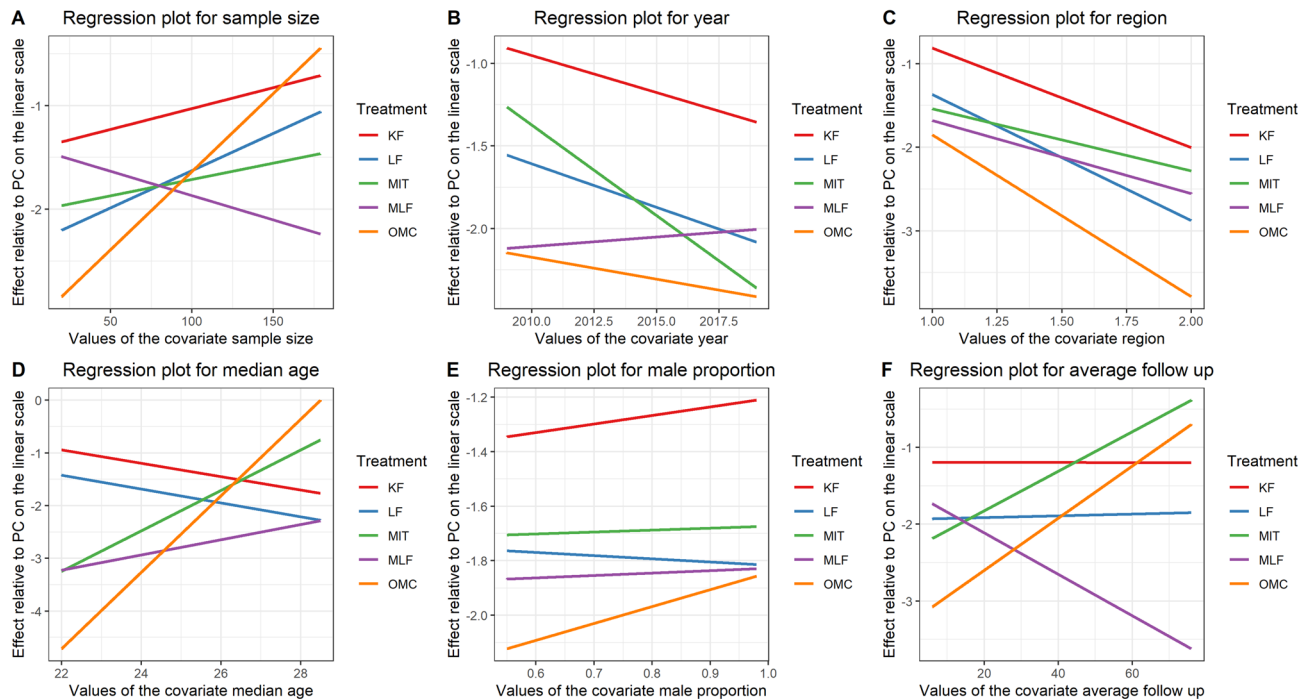 A
Regression plot for sample size
Effect relative to PC on the linear scale
-1
-2
50
100
150
Values of the covariate sample size
Treatment
KF
LF
MIT
MLF
OMC
B
Regression plot for year
Effect relative to PC on the linear scale
-1.0
-1.5
-2.0
2010.0
2012.5
2015.0
2017.5
Values of the covariate year
Treatment
KF
LF
MIT
MLF
OMC
C
Regression plot for region
Effect relative to PC on the linear scale
-1
-2
-3
1.00
1.25
1.50
1.75
2.00
Values of the covariate region
Treatment
KF
LF
MIT
MLF
OMC
D
Regression plot for median age
Effect relative to PC on the linear scale
0
-1
-2
-3
-4
22
24
26
28
Values of the covariate median age
Treatment
KF
LF
MIT
MLF
OMC
E
Regression plot for male proportion
Effect relative to PC on the linear scale
-1.2
-1.4
-1.6
-1.8
-2.0
0.6
0.7
0.8
0.9
1.0
Values of the covariate male proportion
Treatment
KF
LF
MIT
MLF
OMC
F
Regression plot for average follow up
Effect relative to PC on the linear scale
-1
-2
-3
20
40
60
Values of the covariate average follow up
Treatment
KF
LF
MIT
MLF
OMC